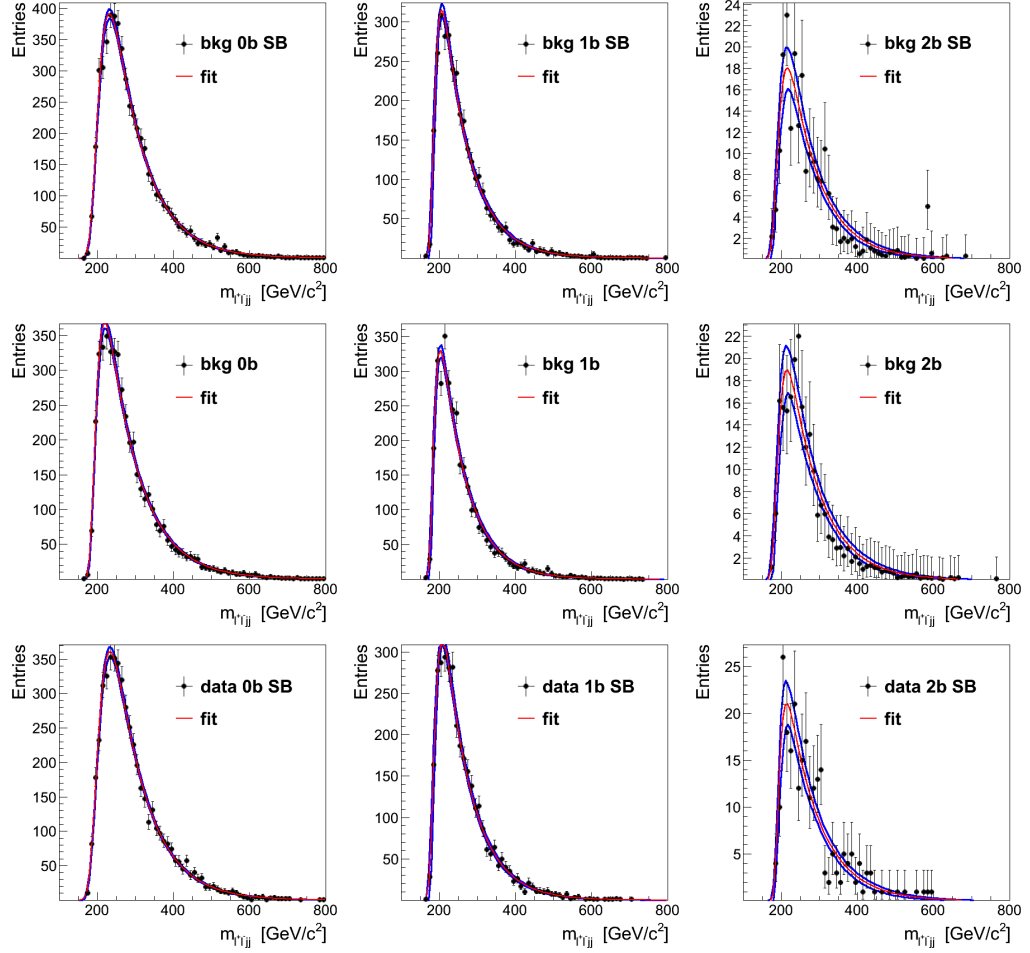 Entries
400
350
300
250
200
150
100
50
bkg 0b SB
fit
200 400 600 800
m_{l⁺l⁻jj} [GeV/c²]
Entries
300
250
200
150
100
50
bkg 1b SB
fit
200 400 600 800
m_{l⁺l⁻jj} [GeV/c²]
Entries
24
22
20
18
16
14
12
10
8
6
4
2
bkg 2b SB
fit
200 400 600 800
m_{l⁺l⁻jj} [GeV/c²]
Entries
350
300
250
200
150
100
50
bkg 0b
fit
200 400 600 800
m_{l⁺l⁻jj} [GeV/c²]
Entries
350
300
250
200
150
100
50
bkg 1b
fit
200 400 600 800
m_{l⁺l⁻jj} [GeV/c²]
Entries
22
20
18
16
14
12
10
8
6
4
2
bkg 2b
fit
200 400 600 800
m_{l⁺l⁻jj} [GeV/c²]
Entries
350
300
250
200
150
100
50
data 0b SB
fit
200 400 600 800
m_{l⁺l⁻jj} [GeV/c²]
Entries
300
250
200
150
100
50
data 1b SB
fit
200 400 600 800
m_{l⁺l⁻jj} [GeV/c²]
Entries
25
20
15
10
5
data 2b SB
fit
200 400 600 800
m_{l⁺l⁻jj} [GeV/c²]